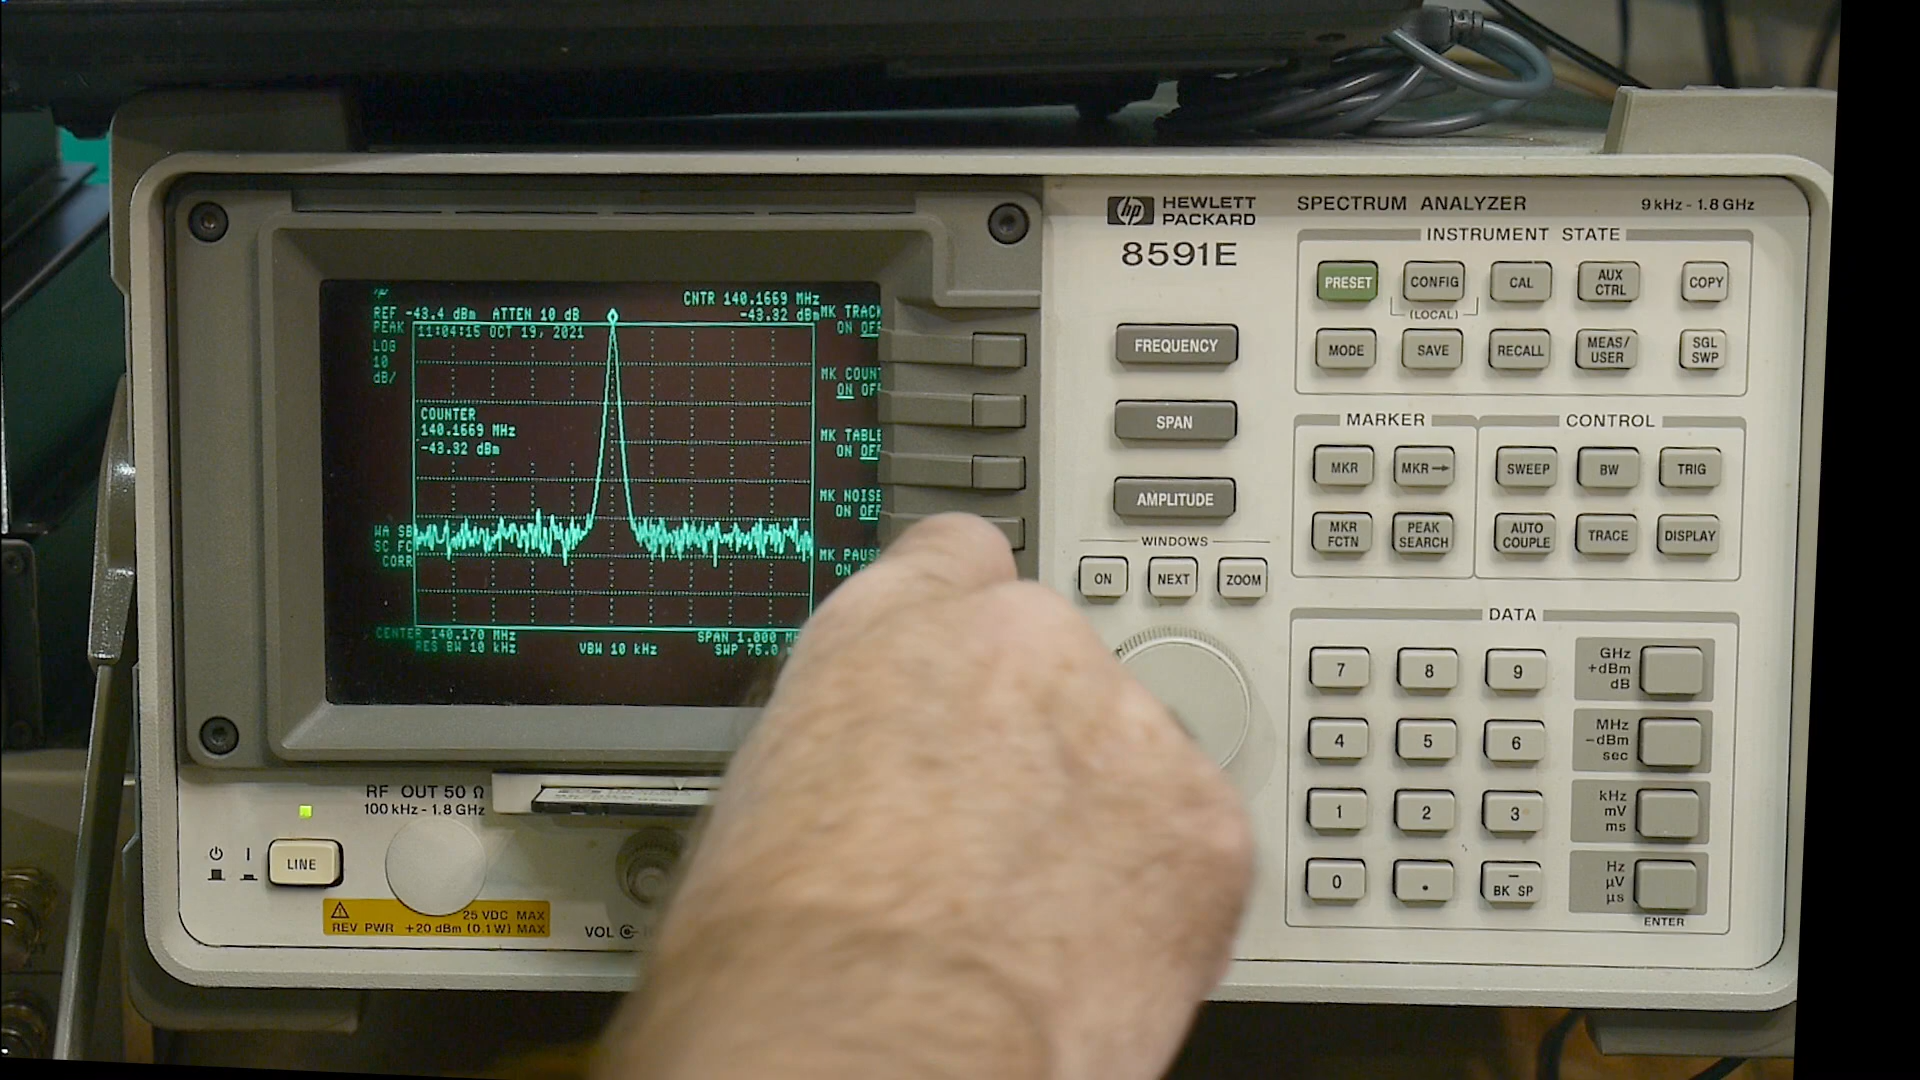 CNTR 140.1669 MHz
REF -43.4 dBm ATTEN 10 dB
-43.32 dBm
PEAK
LOG
10
dB/
11:04:15 OCT 19, 2021
COUNTER
140.1669 MHz
-43.32 dBm
WA SB
SC FC
CORR
CENTER 140.170 MHz
SPAN 1.000
RES BW 10 kHz
VBW 10 kHz
SWP 75.0
MK TRACK
ON OFF
MK COUNT
ON OFF
MK TABLE
ON OFF
MK NOISE
ON OFF
MK PAUSE
ON
hp HEWLETT
PACKARD
8591E
SPECTRUM ANALYZER
9 kHz - 1.8 GHz
INSTRUMENT STATE
PRESET
CONFIG
CAL
AUX
CTRL
COPY
(LOCAL)
MODE
SAVE
RECALL
MEAS/
USER
SGL
SWP
FREQUENCY
SPAN
AMPLITUDE
MARKER
MKR
MKR→
MKR
FCTN
PEAK
SEARCH
CONTROL
SWEEP
BW
TRIG
AUTO
COUPLE
TRACE
DISPLAY
WINDOWS
ON
NEXT
ZOOM
DATA
7
8
9
GHz
+dBm
dB
4
5
6
MHz
-dBm
sec
1
2
3
kHz
mV
ms
0
.
–
BK SP
Hz
µV
µs
ENTER
RF OUT 50 Ω
100 kHz - 1.8 GHz
LINE
25 VDC MAX
REV PWR +20 dBm (0.1W) MAX
VOL